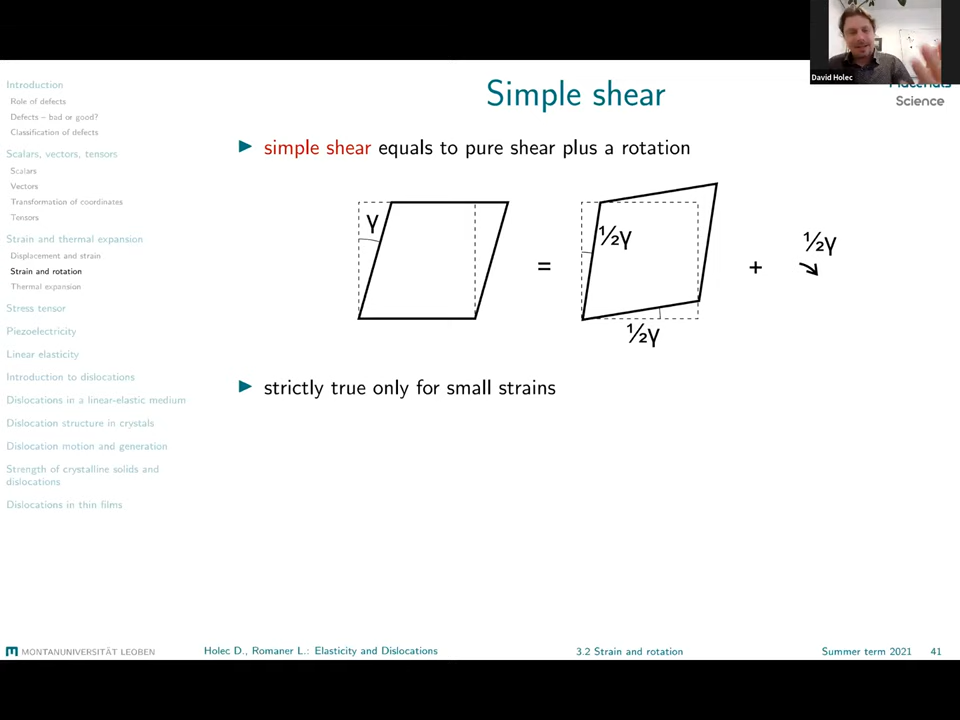 David Holec
Materials
Science
Introduction
Role of defects
Defects – bad or good?
Classification of defects
Scalars, vectors, tensors
Scalars
Vectors
Transformation of coordinates
Tensors
Strain and thermal expansion
Displacement and strain
Strain and rotation
Thermal expansion
Stress tensor
Piezoelectricity
Linear elasticity
Introduction to dislocations
Dislocations in a linear-elastic medium
Dislocation structure in crystals
Dislocation motion and generation
Strength of crystalline solids and
dislocations
Dislocations in thin films
Simple shear
simple shear equals to pure shear plus a rotation
γ
=
½γ
½γ
+
½γ
strictly true only for small strains
MONTANUNIVERSITÄT LEOBEN
Holec D., Romaner L.: Elasticity and Dislocations
3.2 Strain and rotation
Summer term 2021
41